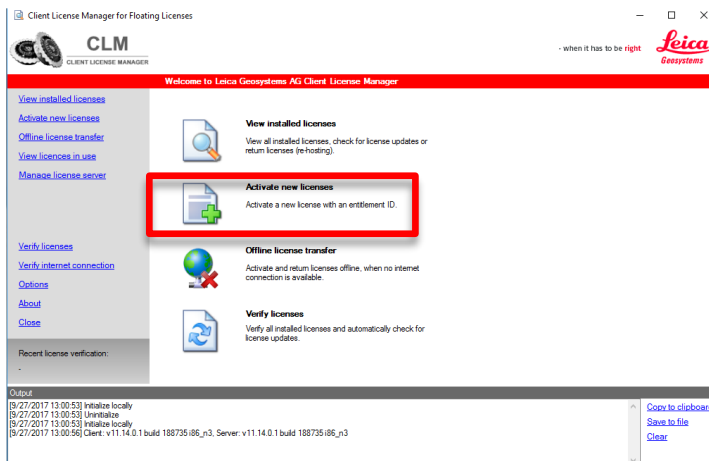 Client License Manager for Floating Licenses
CLM
CLIENT LICENSE MANAGER
- when it has to be right
Leica
Geosystems
Welcome to Leica Geosystems AG Client License Manager
View installed licenses
Activate new licenses
Offline license transfer
View licences in use
Manage license server
Verify licenses
Verify internet connection
Options
About
Close
Recent license verification:
-
View installed licenses
View all installed licenses, check for license updates or
return licenses (re-hosting).
Activate new licenses
Activate a new license with an entitlement ID.
Offline license transfer
Activate and return licenses offline, when no internet
connection is available.
Verify licenses
Verify all installed licenses and automatically check for
license updates.
Output
[9/27/2017 13:00:53] Initialize locally
[9/27/2017 13:00:53] Uninitialize
[9/27/2017 13:00:53] Initialize locally
[9/27/2017 13:00:56] Client: v11.14.0.1 build 188735 i86_n3, Server: v11.14.0.1 build 188735 i86_n3
Copy to clipboar
Save to file
Clear